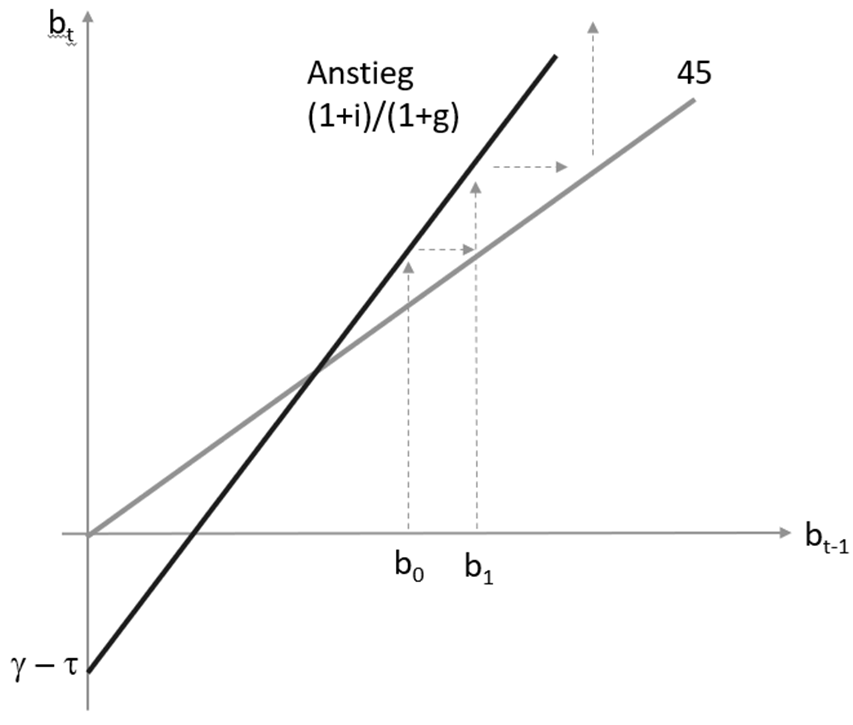 b_t
Anstieg
(1+i)/(1+g)
45
b_0
b_1
b_t-1
γ – τ